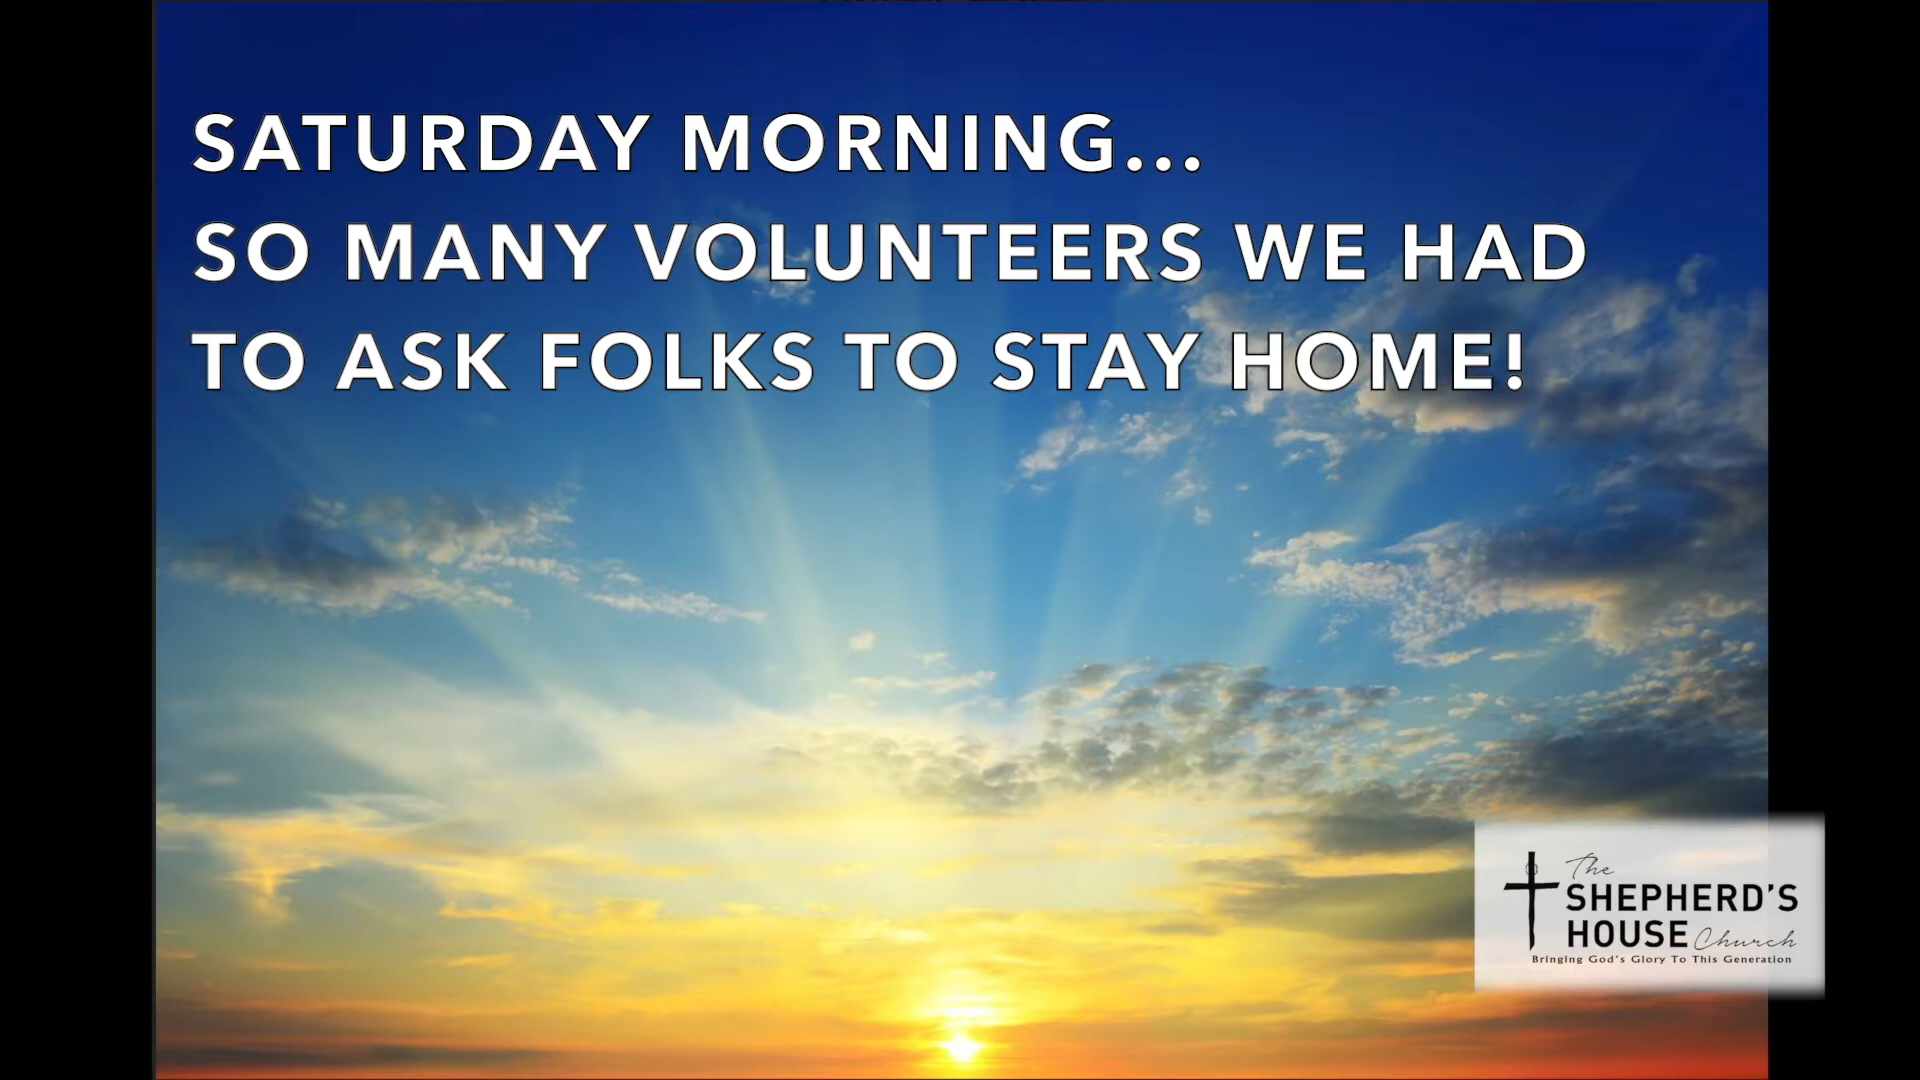 SATURDAY MORNING...
SO MANY VOLUNTEERS WE HAD
TO ASK FOLKS TO STAY HOME!
The
SHEPHERD'S
HOUSE Church
Bringing God's Glory To This Generation